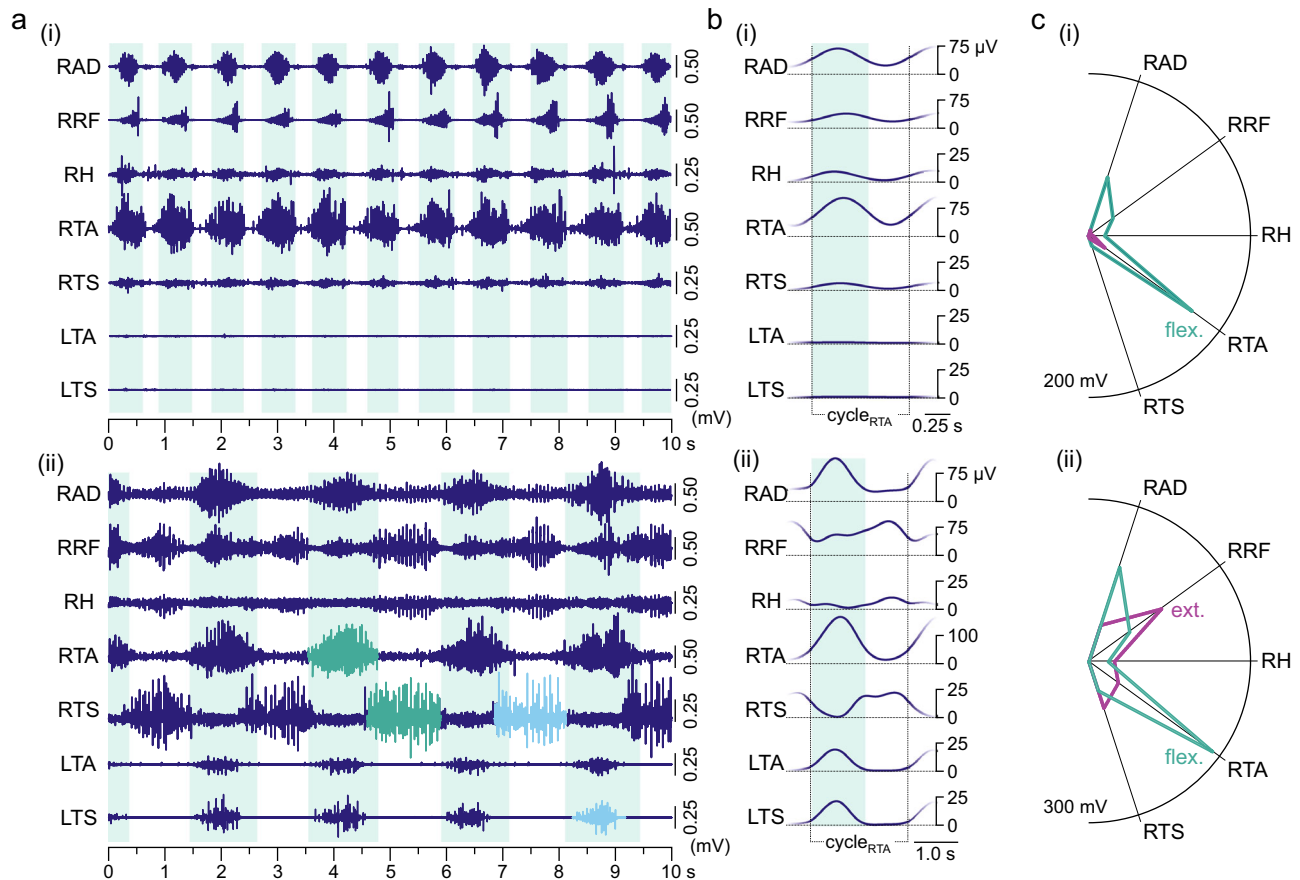 a
(i)
RAD
0.50
RRF
0.50
RH
0.25
RTA
0.50
RTS
0.25
LTA
0.25
LTS
0.25
(mV)
0 1 2 3 4 5 6 7 8 9 10 s
(ii)
RAD
0.50
RRF
0.50
RH
0.25
RTA
0.50
RTS
0.25
LTA
0.25
LTS
0.25
(mV)
0 1 2 3 4 5 6 7 8 9 10 s
b
(i)
RAD
75 µV
0
RRF
75
0
RH
25
0
RTA
75
0
RTS
25
0
LTA
25
0
LTS
25
0
cycleRTA
0.25 s
(ii)
RAD
75 µV
0
RRF
75
0
RH
25
0
RTA
100
0
RTS
25
0
LTA
25
0
LTS
25
0
cycleRTA
1.0 s
c
(i)
RAD
RRF
RH
flex.
RTA
200 mV
RTS
(ii)
RAD
RRF
ext.
RH
flex.
RTA
300 mV
RTS